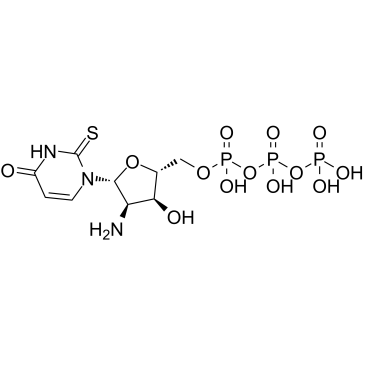 O O O
HN S
O P P P
O N O O O O OH
OH OH OH
H2N OH